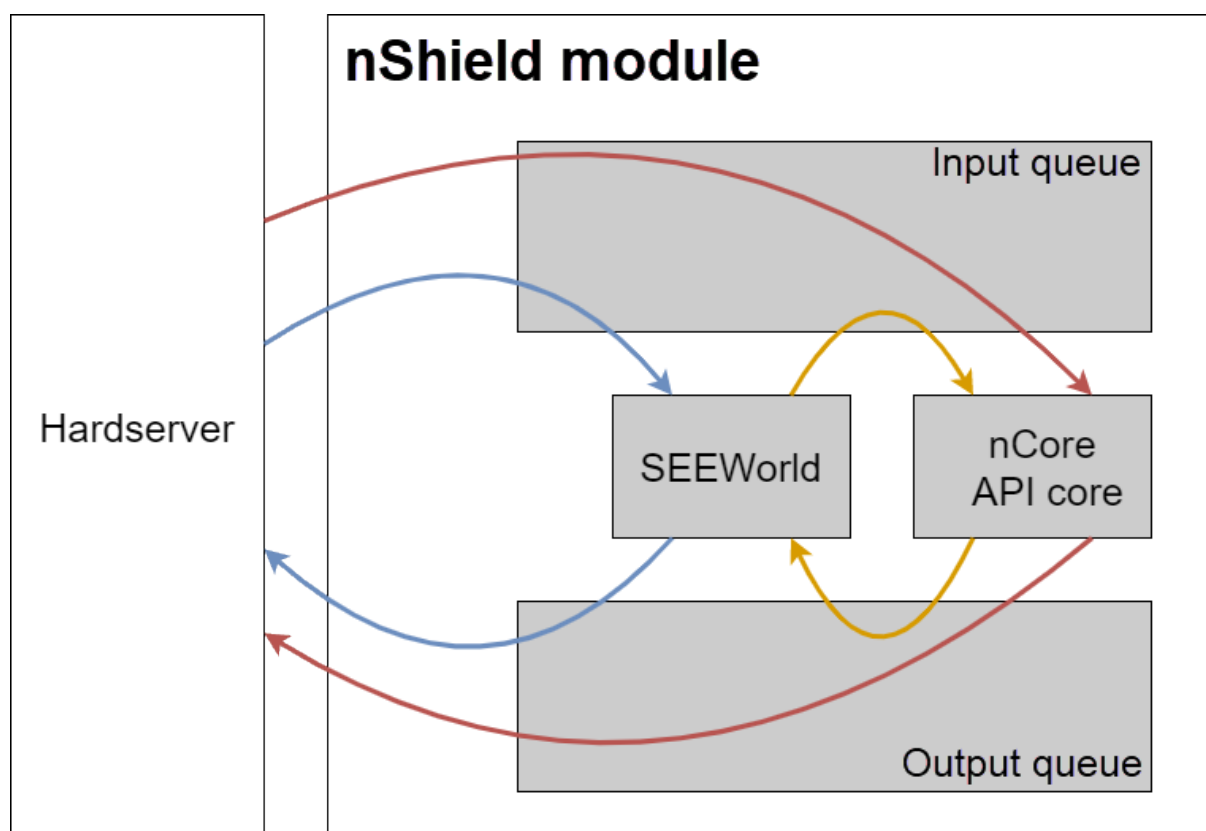 nShield module
Input queue
Hardserver
SEEWorld
nCore
API core
Output queue